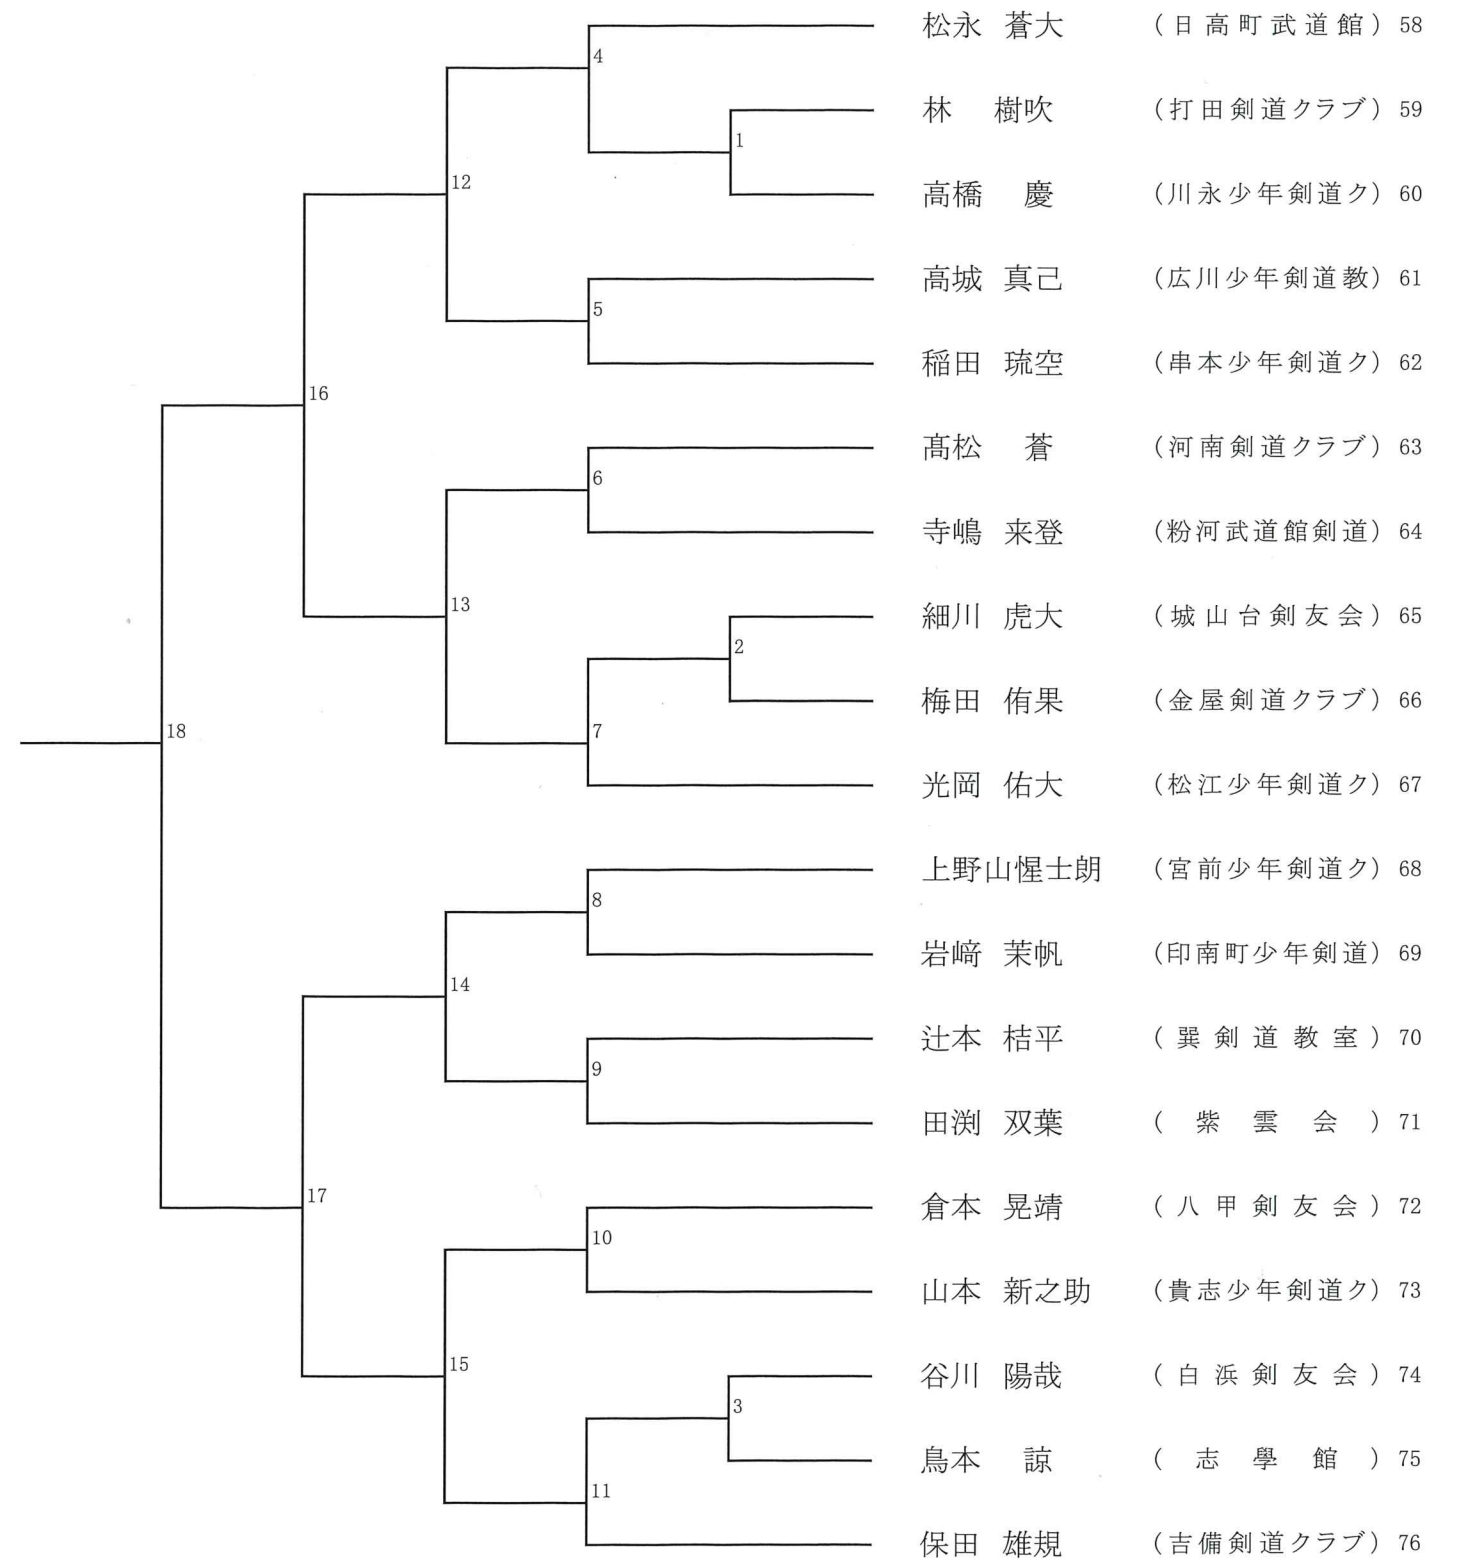 松永 蒼大 (日高町武道館) 58
4
林 樹吹 (打田剣道クラブ) 59
1
12
高橋 慶 (川永少年剣道ク) 60
高城 真己 (広川少年剣道教) 61
5
稲田 琉空 (串本少年剣道ク) 62
16
髙松 蒼 (河南剣道クラブ) 63
6
寺嶋 来登 (粉河武道館剣道) 64
13
細川 虎大 (城山台剣友会) 65
2
梅田 侑果 (金屋剣道クラブ) 66
18
7
光岡 佑大 (松江少年剣道ク) 67
上野山惺士朗 (宮前少年剣道ク) 68
8
岩﨑 茉帆 (印南町少年剣道) 69
14
辻本 桔平 (巽剣道教室) 70
9
田渕 双葉 (紫雲会) 71
17
倉本 晃靖 (八甲剣友会) 72
10
山本 新之助 (貴志少年剣道ク) 73
15
谷川 陽哉 (白浜剣友会) 74
3
鳥本 諒 (志學館) 75
11
保田 雄規 (吉備剣道クラブ) 76